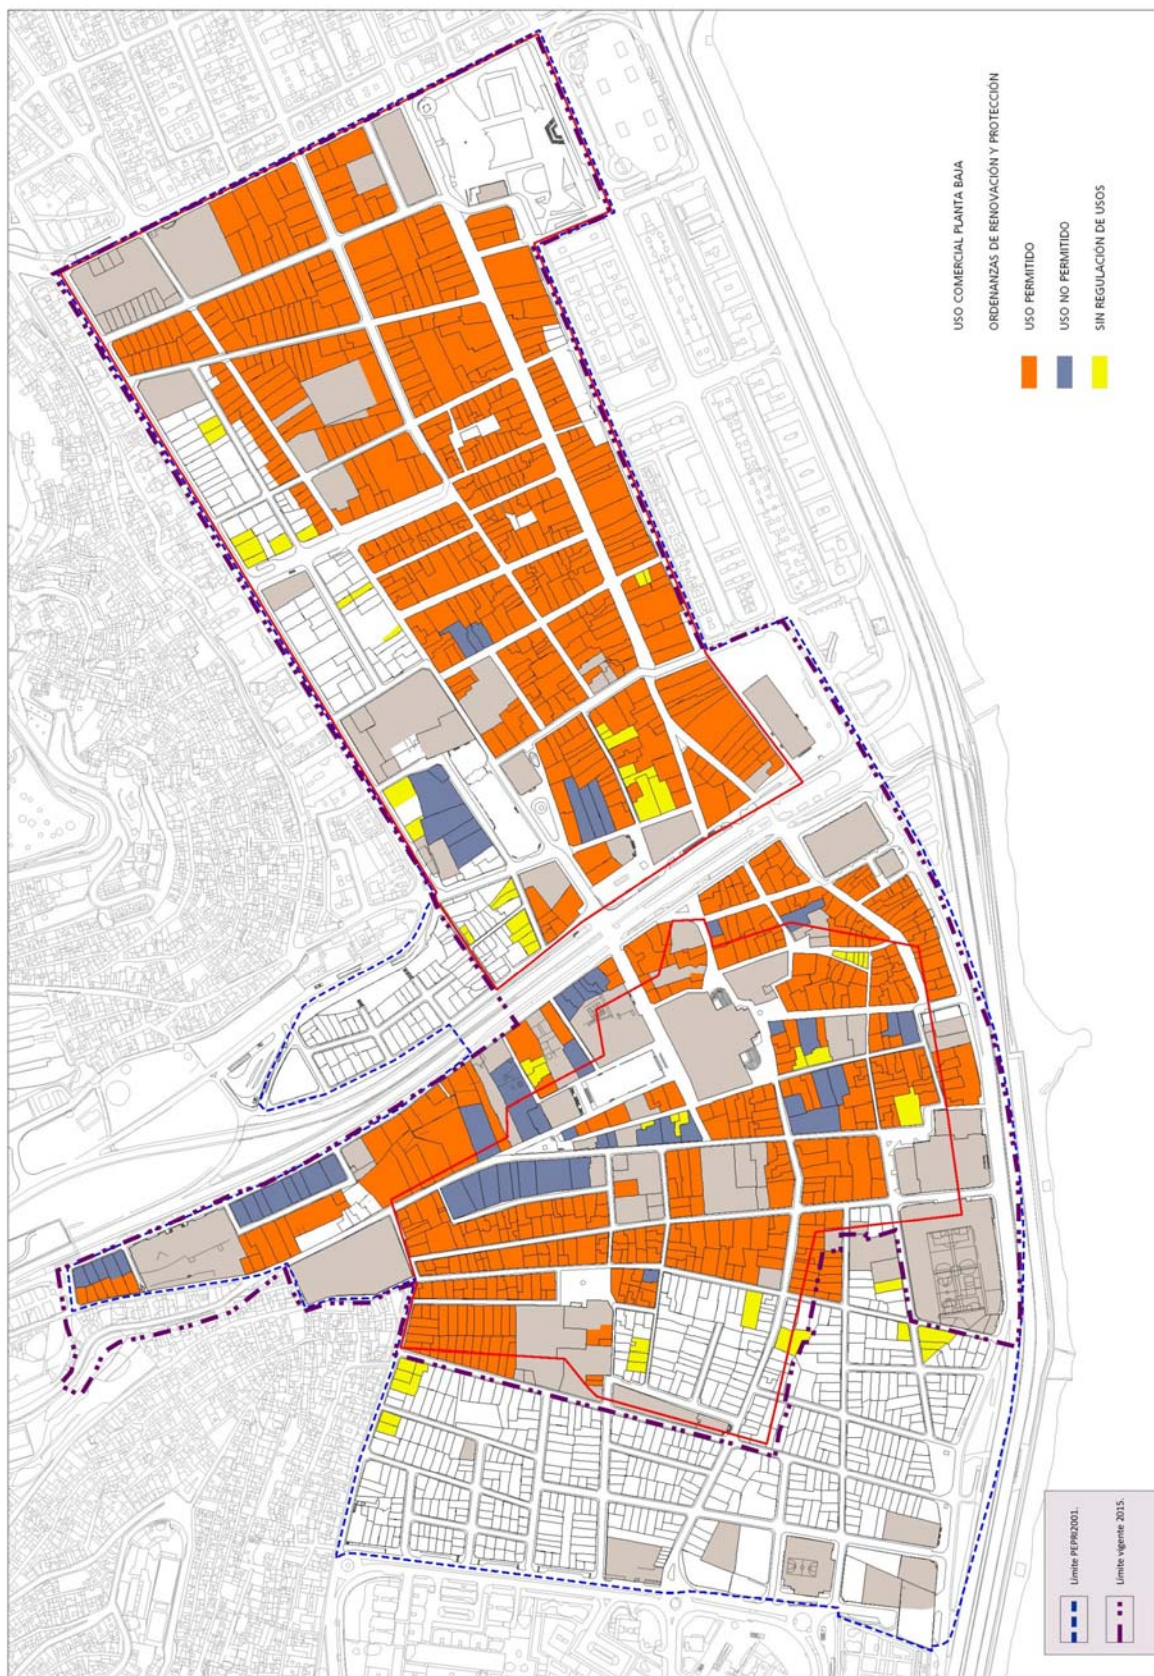 USO COMERCIAL PLANTA BAJA
ORDENANZAS DE RENOVACIÓN Y PROTECCIÓN
USO PERMITIDO
USO NO PERMITIDO
SIN REGULACIÓN DE USOS
Límite PEPRI2001.
Límite vigente 2015.